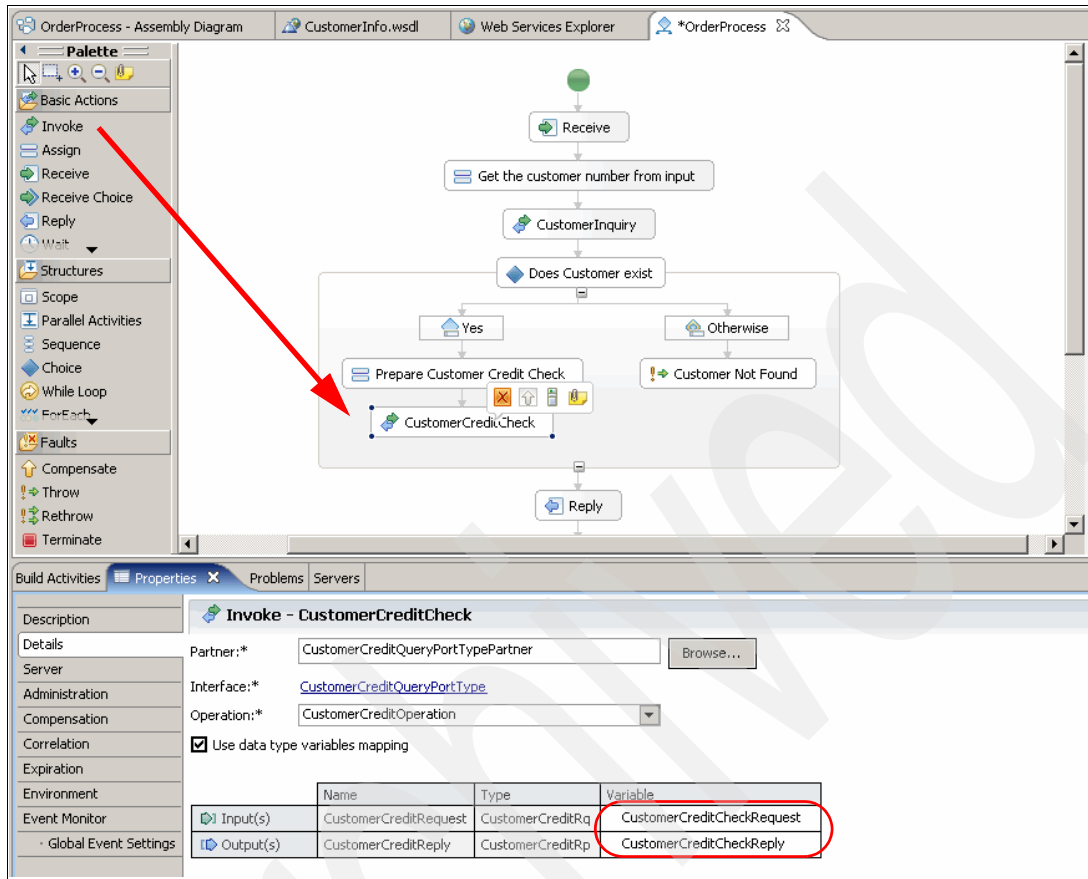 OrderProcess - Assembly Diagram
CustomerInfo.wsdl
Web Services Explorer
*OrderProcess
Palette
Basic Actions
Invoke
Assign
Receive
Receive Choice
Reply
Wait
Structures
Scope
Parallel Activities
Sequence
Choice
While Loop
ForEach
Faults
Compensate
Throw
Rethrow
Terminate
Receive
Get the customer number from input
CustomerInquiry
Does Customer exist
Yes
Otherwise
Prepare Customer Credit Check
Customer Not Found
CustomerCreditCheck
Reply
Build Activities
Properties
Problems
Servers
Description
Details
Server
Administration
Compensation
Correlation
Expiration
Environment
Event Monitor
· Global Event Settings
Invoke - CustomerCreditCheck
Partner:* CustomerCreditQueryPortTypePartner Browse...
Interface:* CustomerCreditQueryPortType
Operation:* CustomerCreditOperation
Use data type variables mapping
Name Type Variable
Input(s) CustomerCreditRequest CustomerCreditRq CustomerCreditCheckRequest
Output(s) CustomerCreditReply CustomerCreditRp CustomerCreditCheckReply